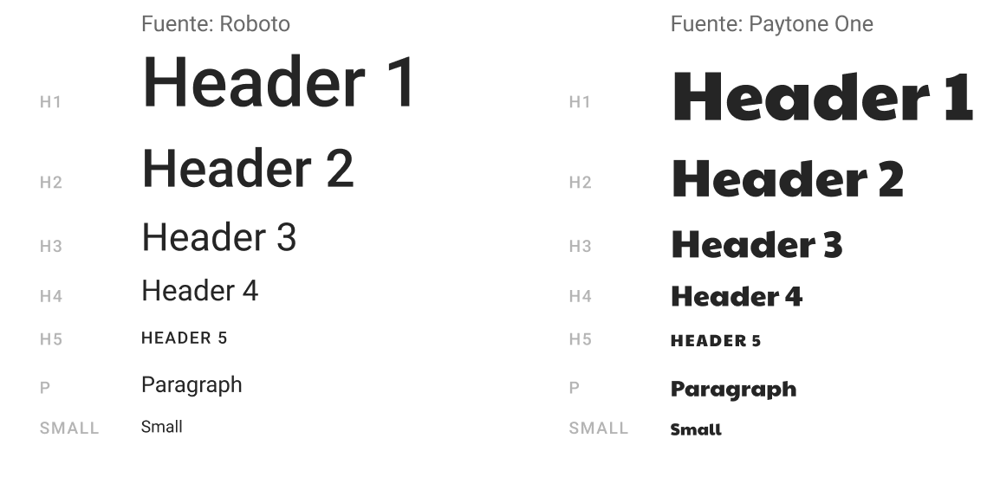 Fuente: Roboto
H1 Header 1
H2 Header 2
H3 Header 3
H4 Header 4
H5 HEADER 5
P Paragraph
SMALL Small
Fuente: Paytone One
H1 Header 1
H2 Header 2
H3 Header 3
H4 Header 4
H5 HEADER 5
P Paragraph
SMALL Small